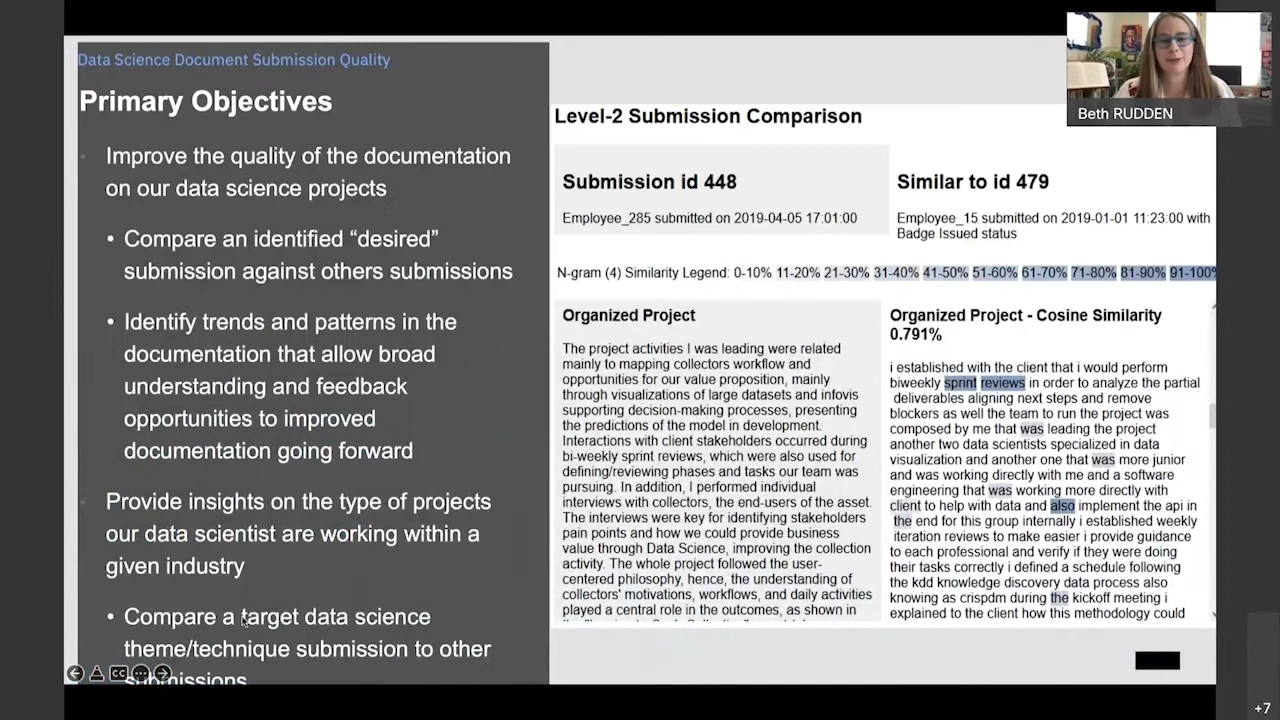 Data Science Document Submission Quality
Primary Objectives
Improve the quality of the documentation
on our data science projects
• Compare an identified “desired”
submission against others submissions
• Identify trends and patterns in the
documentation that allow broad
understanding and feedback
opportunities to improved
documentation going forward
Provide insights on the type of projects
our data scientist are working within a
given industry
• Compare a target data science
theme/technique submission to other
submissions
CC
Level-2 Submission Comparison
Submission id 448
Employee_285 submitted on 2019-04-05 17:01:00
Similar to id 479
Employee_15 submitted on 2019-01-01 11:23:00 with
Badge Issued status
N-gram (4) Similarity Legend: 0-10% 11-20% 21-30% 31-40% 41-50% 51-60% 61-70% 71-80% 81-90% 91-100%
Organized Project
The project activities I was leading were related
mainly to mapping collectors workflow and
opportunities for our value proposition, mainly
through visualizations of large datasets and infovis
supporting decision-making processes, presenting
the predictions of the model in development.
Interactions with client stakeholders occurred during
bi-weekly sprint reviews, which were also used for
defining/reviewing phases and tasks our team was
pursuing. In addition, I performed individual
interviews with collectors, the end-users of the asset.
The interviews were key for identifying stakeholders
pain points and how we could provide business
value through Data Science, improving the collection
activity. The whole project followed the user-
centered philosophy, hence, the understanding of
collectors' motivations, workflows, and daily activities
played a central role in the outcomes, as shown in
Organized Project - Cosine Similarity
0.791%
i established with the client that i would perform
biweekly sprint reviews in order to analyze the partial
deliverables aligning next steps and remove
blockers as well the team to run the project was
composed by me that was leading the project
another two data scientists specialized in data
visualization and another one that was more junior
and was working directly with me and a software
engineering that was working more directly with
client to help with data and also implement the api in
the end for this group internally i established weekly
iteration reviews to make easier i provide guidance
to each professional and verify if they were doing
their tasks correctly i defined a schedule following
the kdd knowledge discovery data process also
knowing as crispdm during the kickoff meeting i
explained to the client how this methodology could
Beth RUDDEN
+7